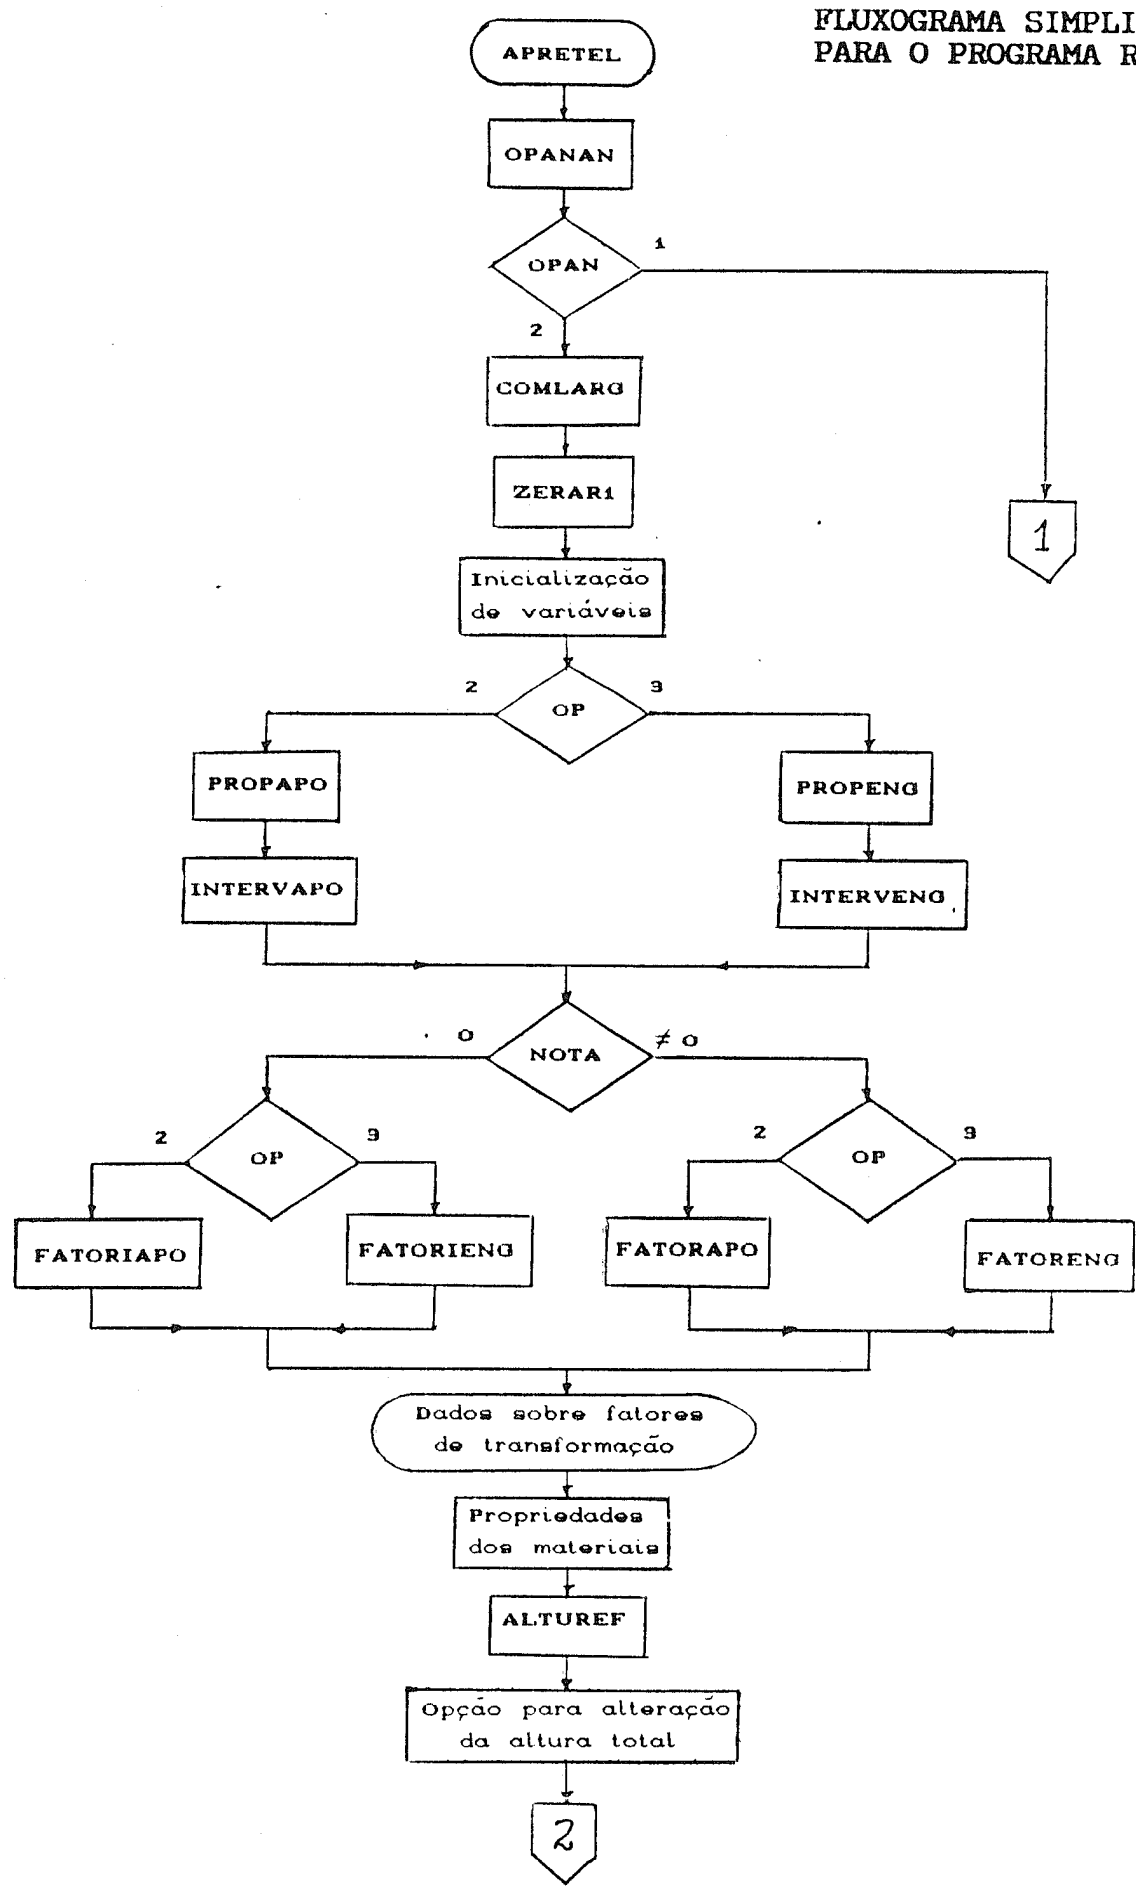 FLUXOGRAMA SIMPLI
PARA O PROGRAMA R
APRETEL
OPANAN
OPAN
1
2
COMLARG
ZERAR1
1
Inicialização
de variáveis
2
OP
3
PROPAPO
PROPENG
INTERVAPO
INTERVENG
0
NOTA
≠ 0
2
OP
3
2
OP
3
FATORIAPO
FATORIENG
FATORAPO
FATORENG
Dados sobre fatores
de transformação
Propriedades
dos materiais
ALTUREF
Opção para alteração
da altura total
2